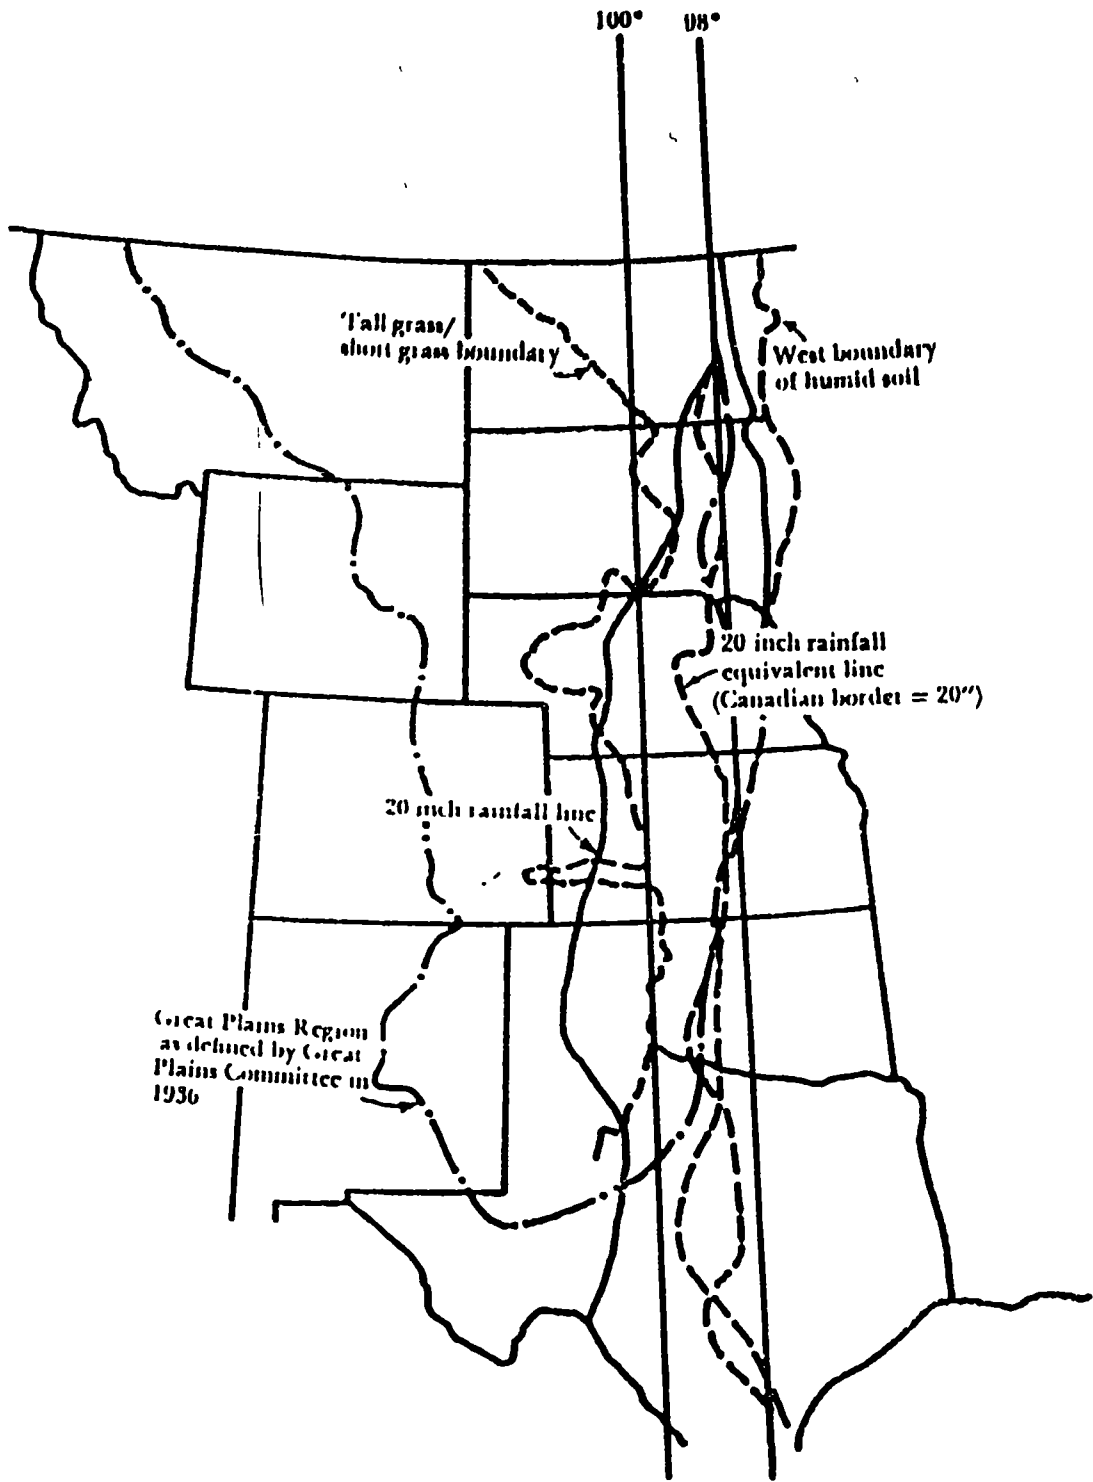 100° 98°
Tall grass/
short grass boundary
West boundary
of humid soil
20 inch rainfall
equivalent line
(Canadian border = 20")
20 inch rainfall line
Great Plains Region
as defined by Great
Plains Committee in
1936